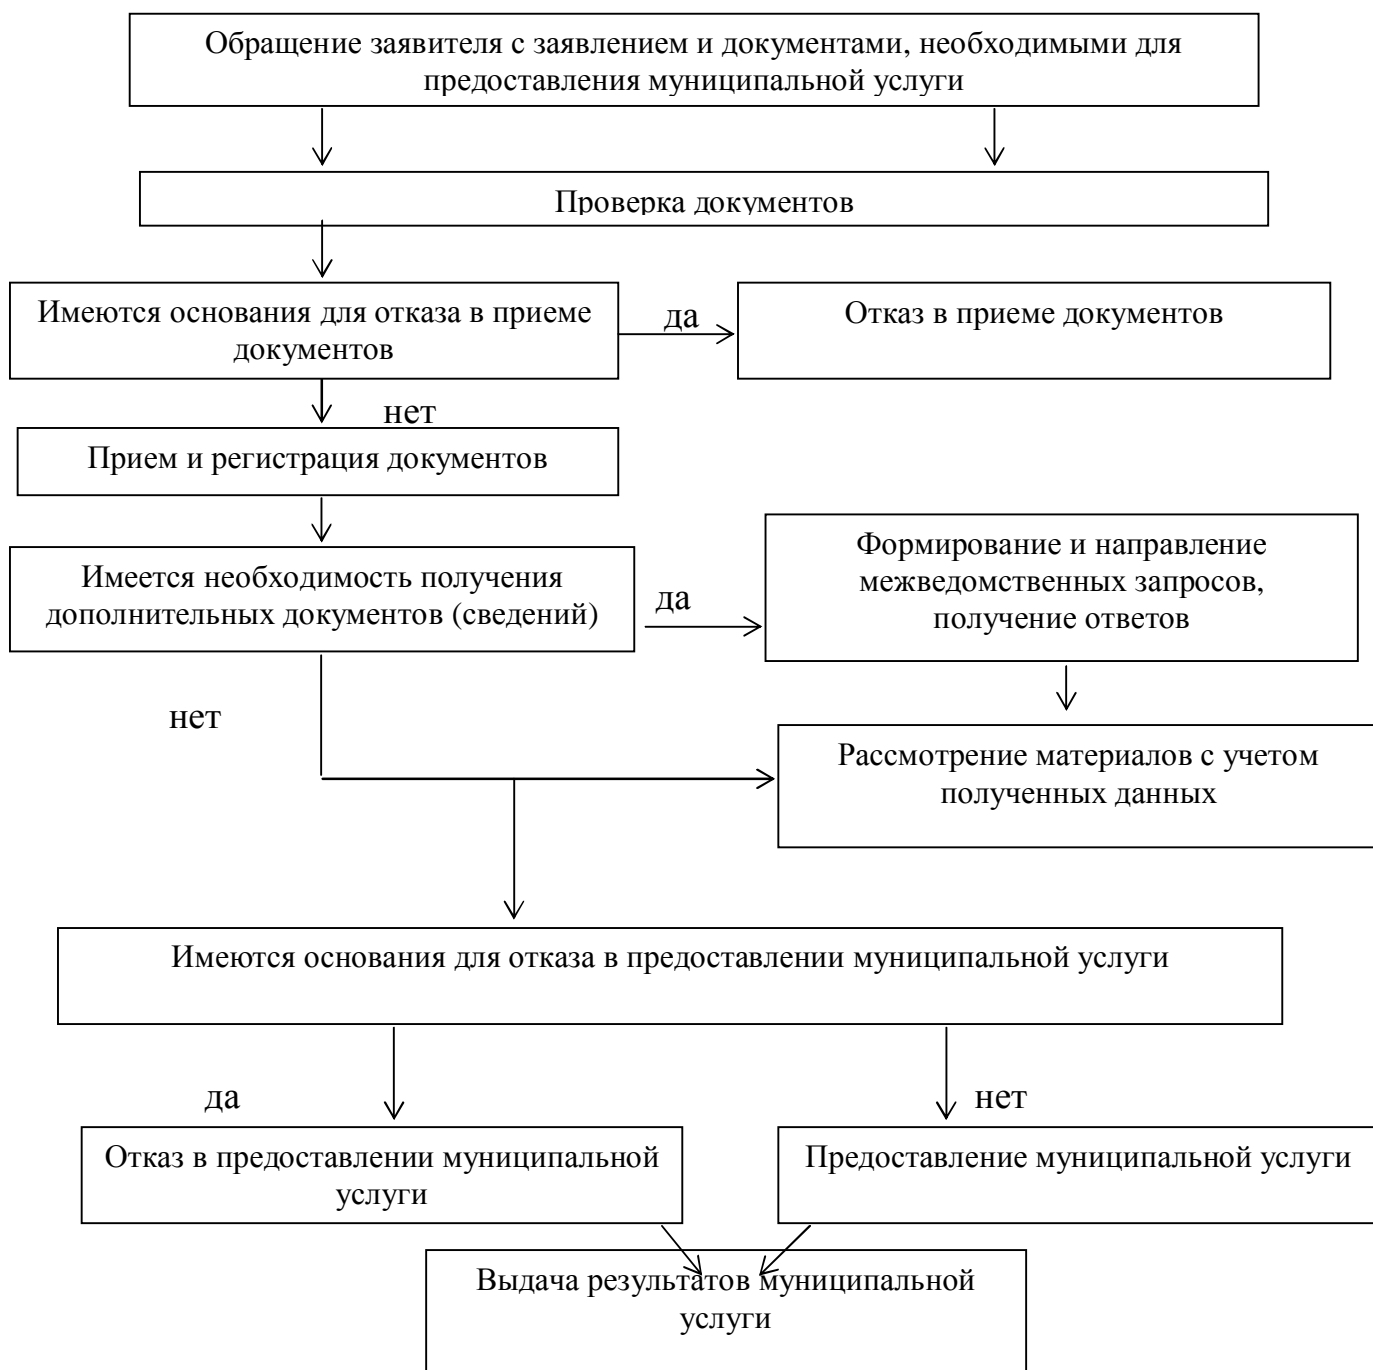 Обращение заявителя с заявлением и документами, необходимыми для
предоставления муниципальной услуги
Проверка документов
Имеются основания для отказа в приеме
документов
да
Отказ в приеме документов
нет
Прием и регистрация документов
Имеется необходимость получения
дополнительных документов (сведений)
да
Формирование и направление
межведомственных запросов,
получение ответов
нет
Рассмотрение материалов с учетом
полученных данных
Имеются основания для отказа в предоставлении муниципальной услуги
да
нет
Отказ в предоставлении муниципальной
услуги
Предоставление муниципальной услуги
Выдача результатов муниципальной
услуги